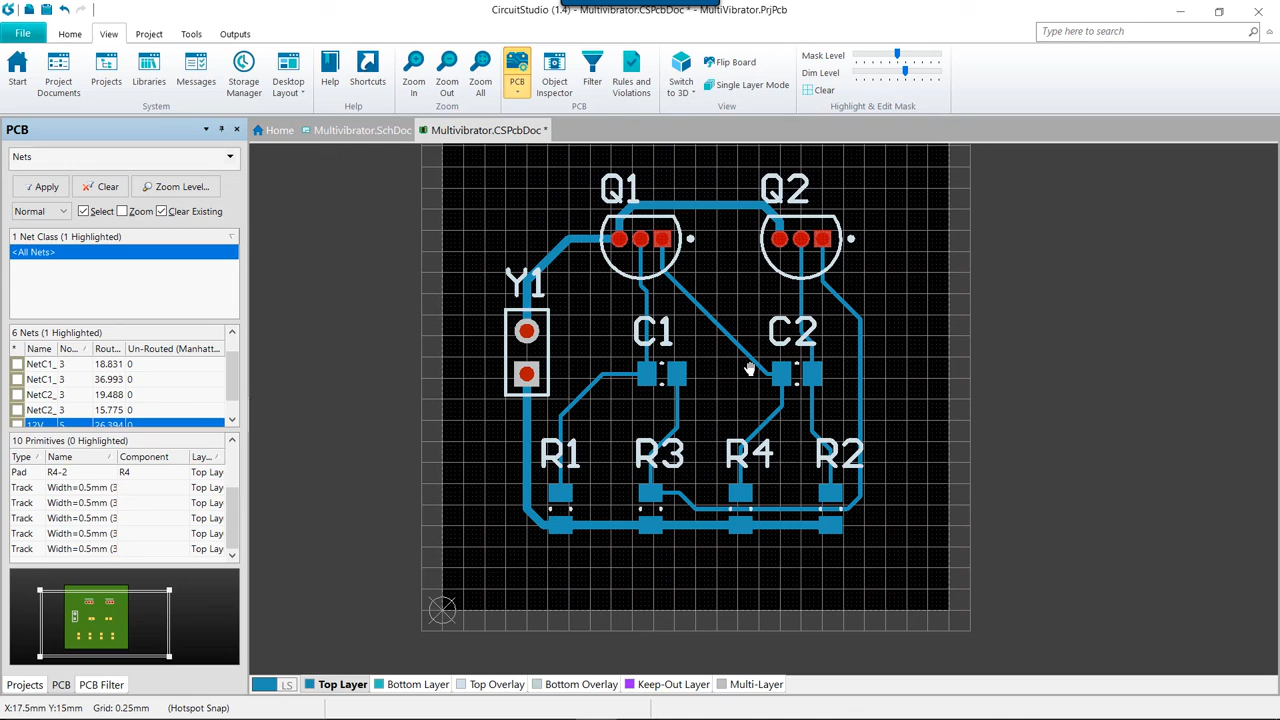 CircuitStudio (1.4) - Multivibrator.CSPcbDoc * - MultiVibrator.PrjPcb
File Home View Project Tools Outputs
Type here to search
Start Project Documents Projects Libraries Messages Storage Manager Desktop Layout
Help Shortcuts
Zoom In Zoom Out Zoom All
PCB Object Inspector Filter Rules and Violations
Switch to 3D Flip Board Single Layer Mode
Mask Level
Dim Level
Clear
System Help Zoom PCB View Highlight & Edit Mask
PCB
Home Multivibrator.SchDoc Multivibrator.CSPcbDoc *
Nets
Apply Clear Zoom Level...
Normal Select Zoom Clear Existing
1 Net Class (1 Highlighted)
<All Nets>
6 Nets (1 Highlighted)
* Name No... Rout... Un-Routed (Manhatt...
NetC1_ 3 18.831 0
NetC1_ 3 36.993 0
NetC2_ 3 19.488 0
NetC2_ 3 15.775 0
12V 5 26.394 0
10 Primitives (0 Highlighted)
Type Name Component Lay...
Pad R4-2 R4 Top Lay
Track Width=0.5mm (3 Top Lay
Track Width=0.5mm (3 Top Lay
Track Width=0.5mm (3 Top Lay
Track Width=0.5mm (3 Top Lay
Track Width=0.5mm (3 Top Lay
Q1 Q2
Y1
C1 C2
R1 R3 R4 R2
Projects PCB PCB Filter
LS Top Layer Bottom Layer Top Overlay Bottom Overlay Keep-Out Layer Multi-Layer
X:17.5mm Y:15mm Grid: 0.25mm (Hotspot Snap)